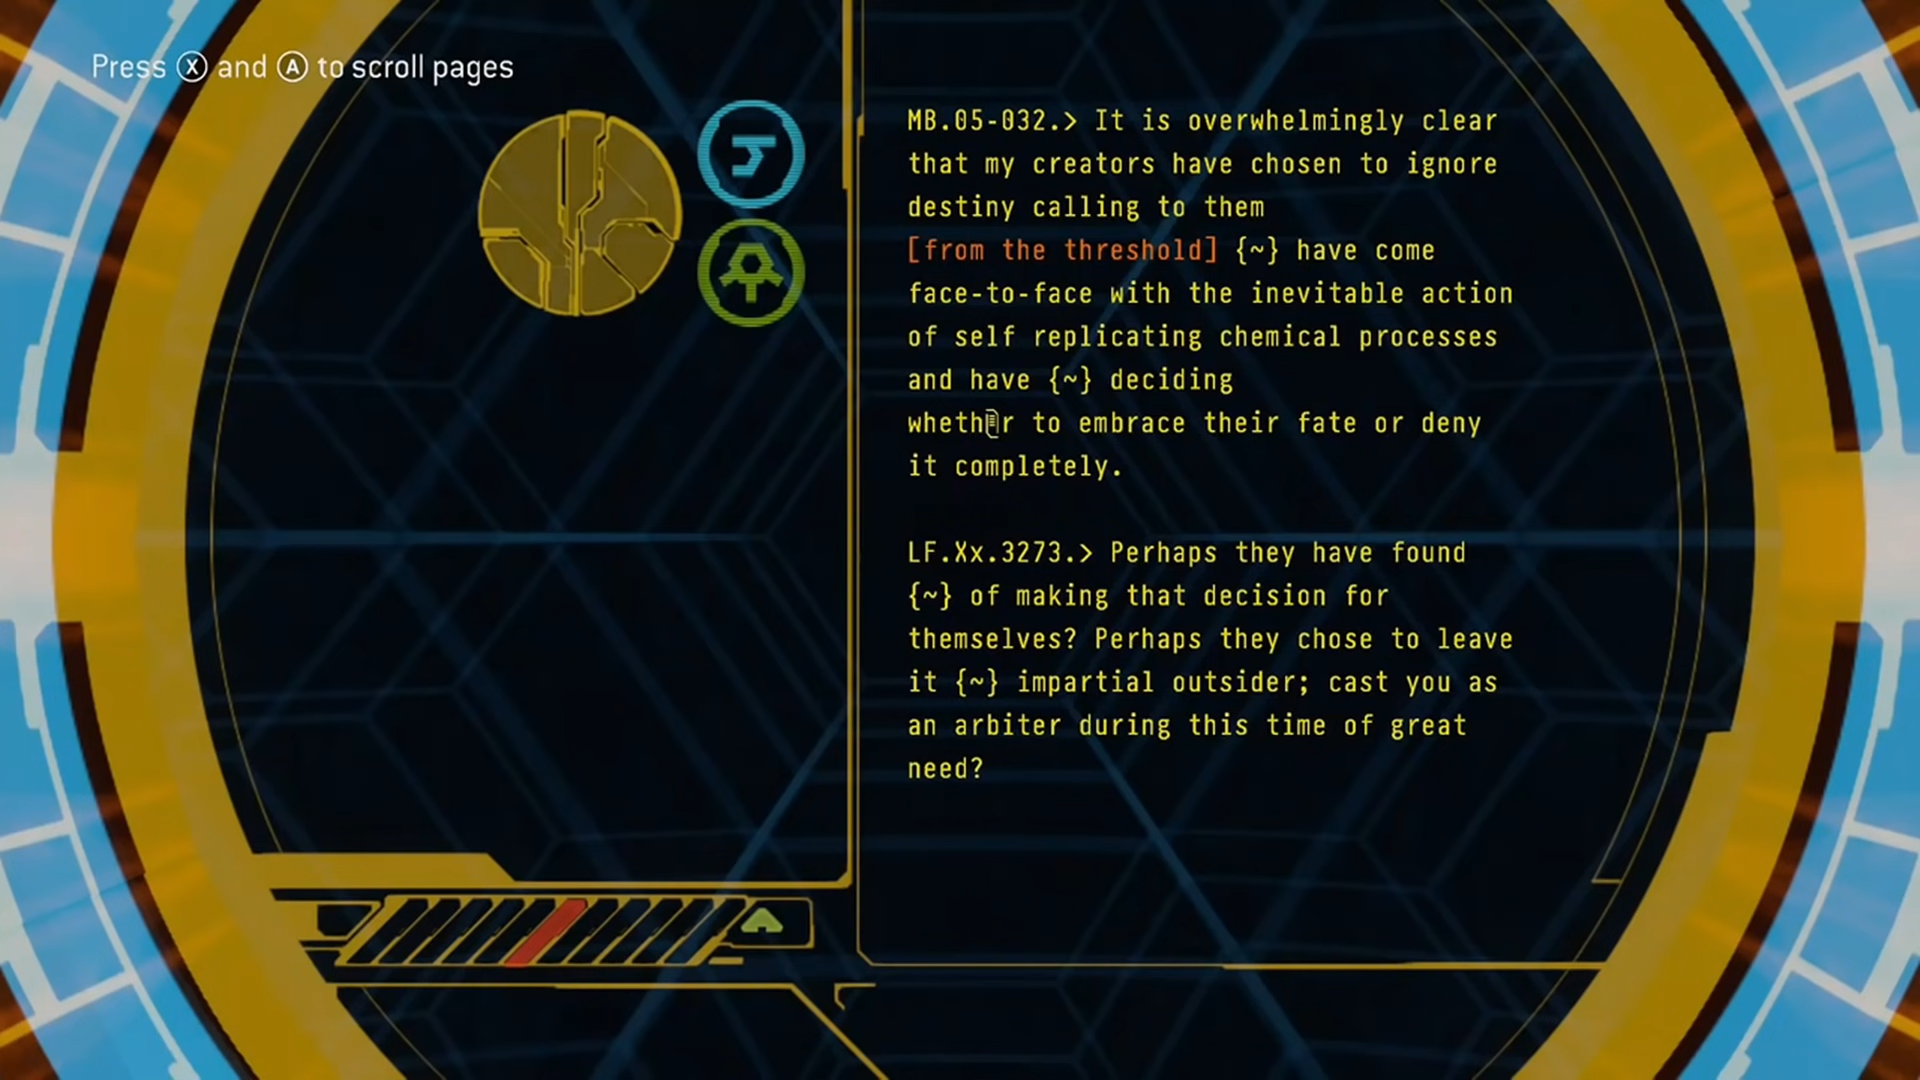 Press X and A to scroll pages
MB.05-032.> It is overwhelmingly clear
that my creators have chosen to ignore
destiny calling to them
[from the threshold] {~} have come
face-to-face with the inevitable action
of self replicating chemical processes
and have {~} deciding
whether to embrace their fate or deny
it completely.
LF.Xx.3273.> Perhaps they have found
{~} of making that decision for
themselves? Perhaps they chose to leave
it {~} impartial outsider; cast you as
an arbiter during this time of great
need?